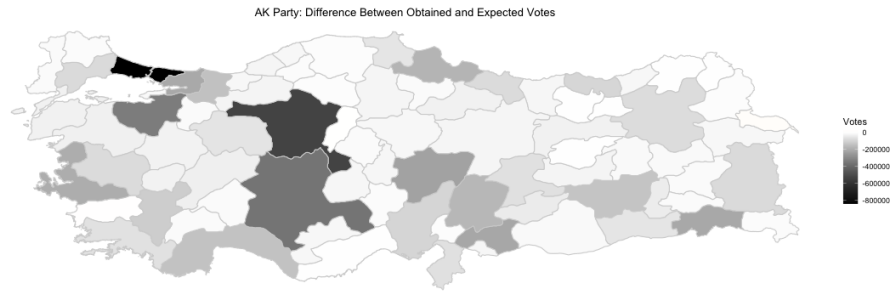 AK Party: Difference Between Obtained and Expected Votes
Votes
0
-200000
-400000
-600000
-800000